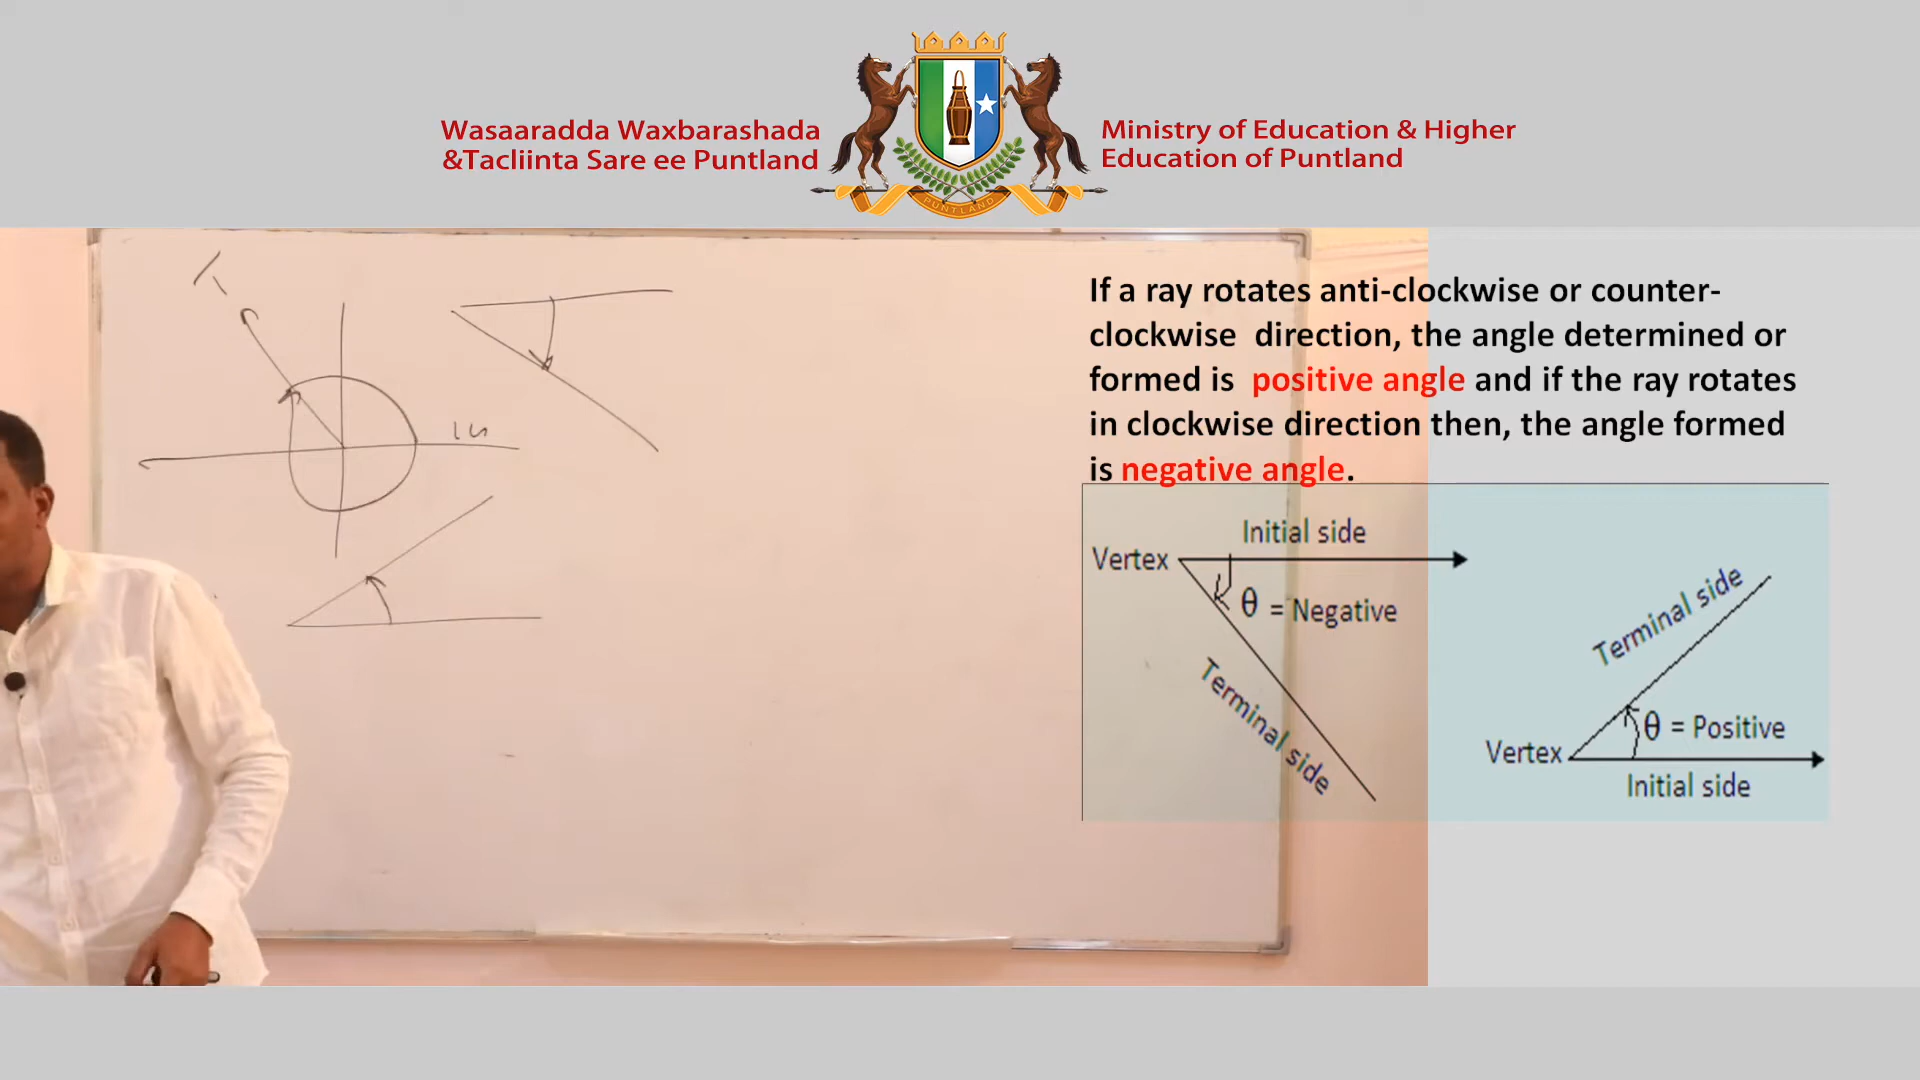 Wasaaradda Waxbarashada
&Tacliinta Sare ee Puntland
PUNTLAND
Ministry of Education & Higher
Education of Puntland
If a ray rotates anti-clockwise or counter-
clockwise direction, the angle determined or
formed is positive angle and if the ray rotates
in clockwise direction then, the angle formed
is negative angle.
Initial side
Vertex
θ = Negative
Terminal side
Terminal side
θ = Positive
Vertex
Initial side